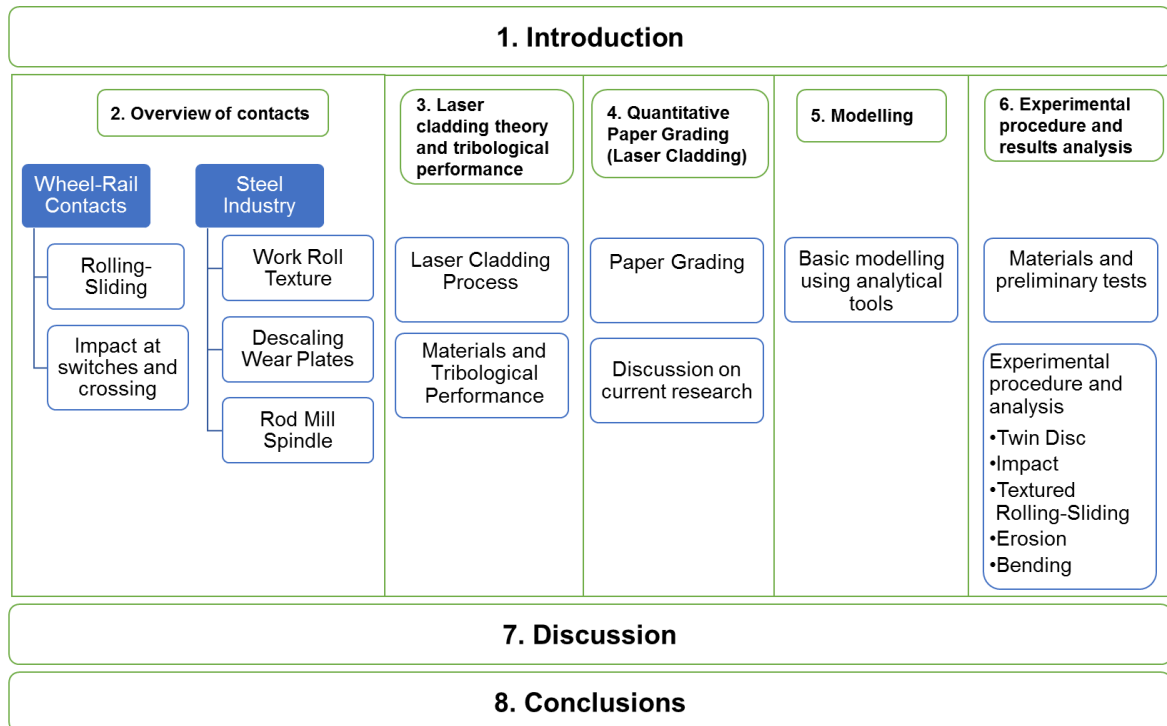 1. Introduction
2. Overview of contacts
Wheel-Rail
Contacts
Rolling-
Sliding
Impact at
switches and
crossing
Steel
Industry
Work Roll
Texture
Descaling
Wear Plates
Rod Mill
Spindle
3. Laser
cladding theory
and tribological
performance
Laser Cladding
Process
Materials and
Tribological
Performance
4. Quantitative
Paper Grading
(Laser Cladding)
Paper Grading
Discussion on
current research
5. Modelling
Basic modelling
using analytical
tools
6. Experimental
procedure and
results analysis
Materials and
preliminary tests
Experimental
procedure and
analysis
•Twin Disc
•Impact
•Textured
Rolling-Sliding
•Erosion
•Bending
7. Discussion
8. Conclusions